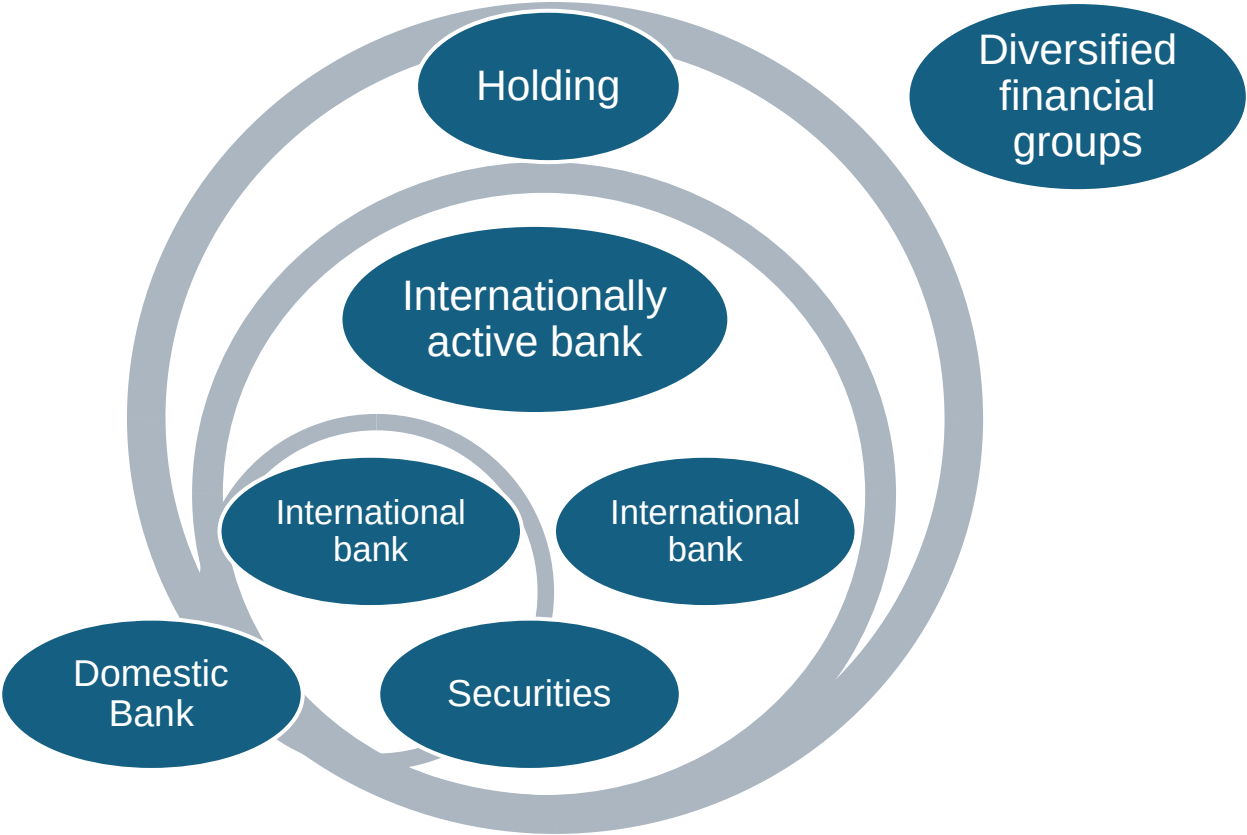 Holding
Diversified
financial
groups
Internationally
active bank
International
bank
International
bank
Domestic
Bank
Securities